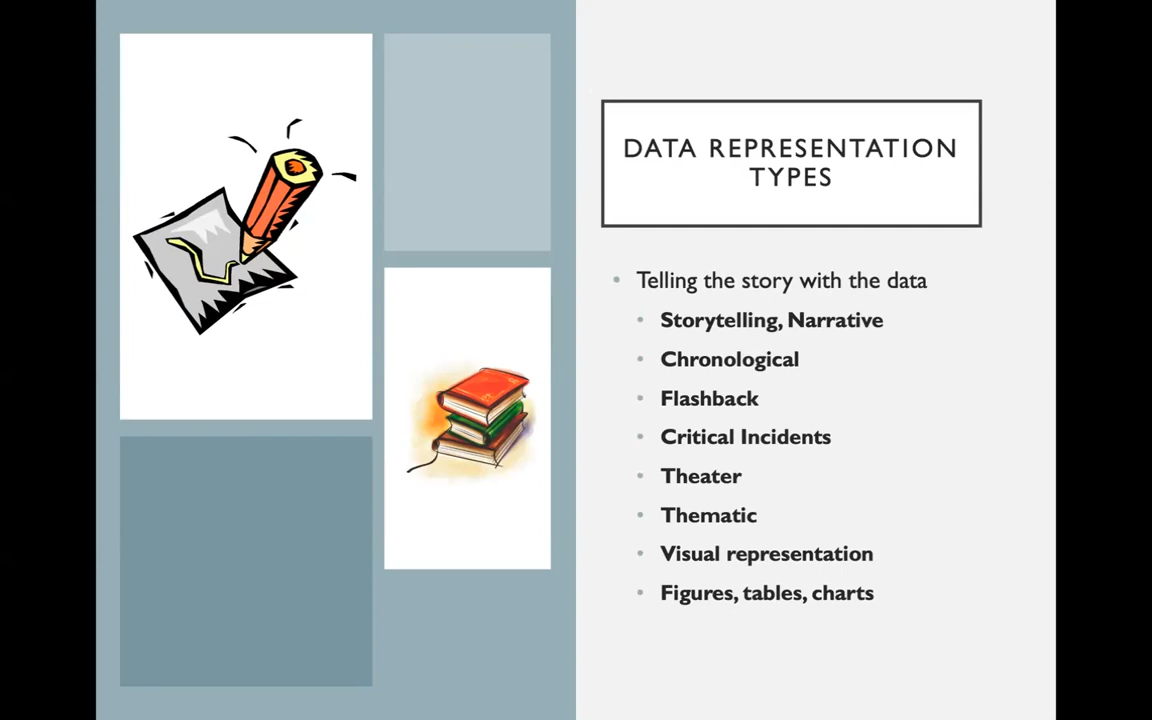 DATA REPRESENTATION
TYPES
• Telling the story with the data
• Storytelling, Narrative
• Chronological
• Flashback
• Critical Incidents
• Theater
• Thematic
• Visual representation
• Figures, tables, charts